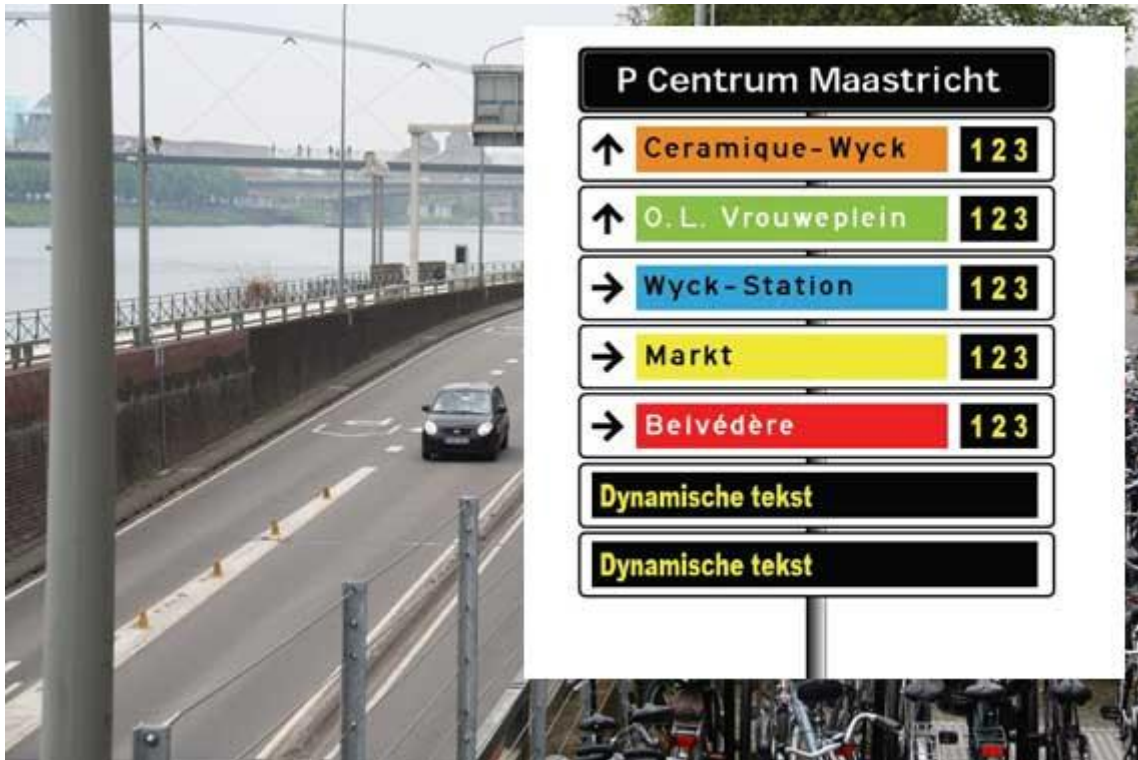 P Centrum Maastricht
Ceramique-Wyck 123
O.L. Vrouweplein 123
Wyck-Station 123
Markt 123
Belvédère 123
Dynamische tekst
Dynamische tekst